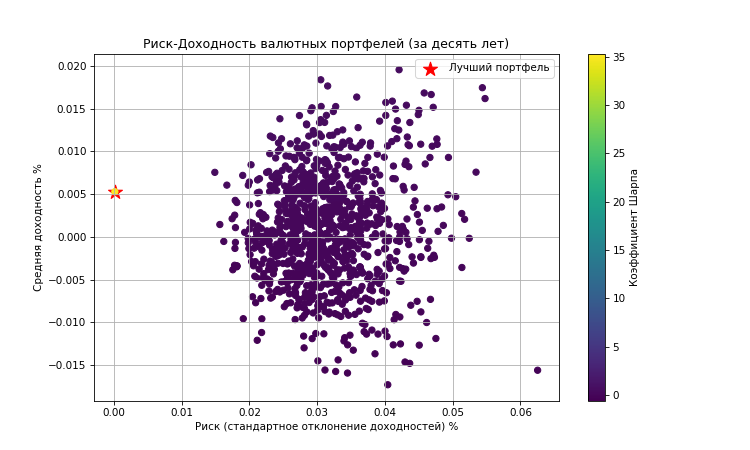 Риск-Доходность валютных портфелей (за десять лет)
Лучший портфель
Средняя доходность %
0.020
0.015
0.010
0.005
0.000
−0.005
−0.010
−0.015
0.00 0.01 0.02 0.03 0.04 0.05 0.06
Риск (стандартное отклонение доходностей) %
35
30
25
20
15
10
5
0
Коэффициент Шарпа